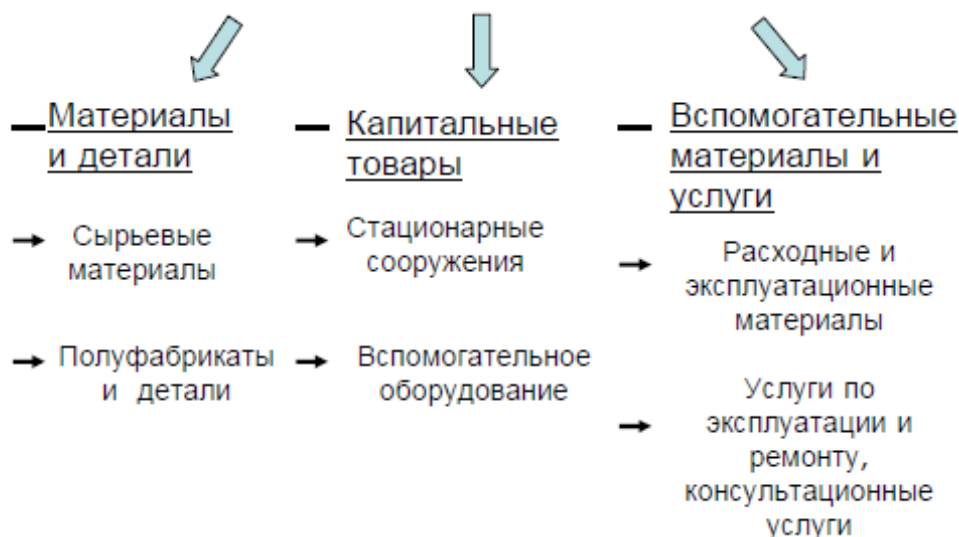 Материалы
и детали
Сырьевые
материалы
Полуфабрикаты
и детали
Капитальные
товары
Стационарные
сооружения
Вспомогательное
оборудование
Вспомогательные
материалы и
услуги
Расходные и
эксплуатационные
материалы
Услуги по
эксплуатации и
ремонту,
консультационные
услуги